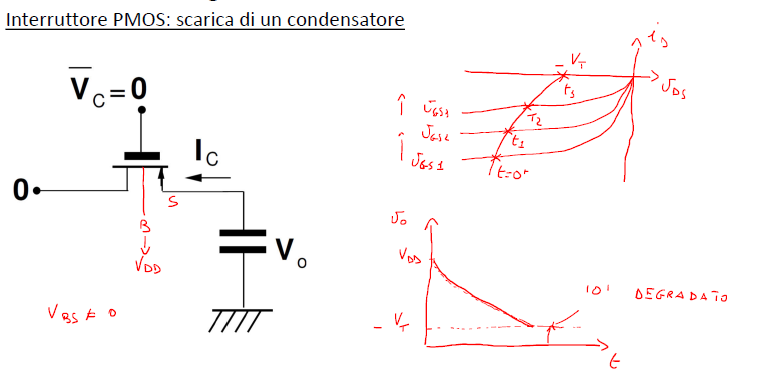 Interruttore PMOS: scarica di un condensatore
V̅C = 0
IC
0
S
B
VDD
Vo
VBS ≠ 0
iD
- VT
vDS
t3
vGS3
T2
vGS2
t1
vGS1
t=0+
vo
VDD
- VT
t
'0' DEGRADATO